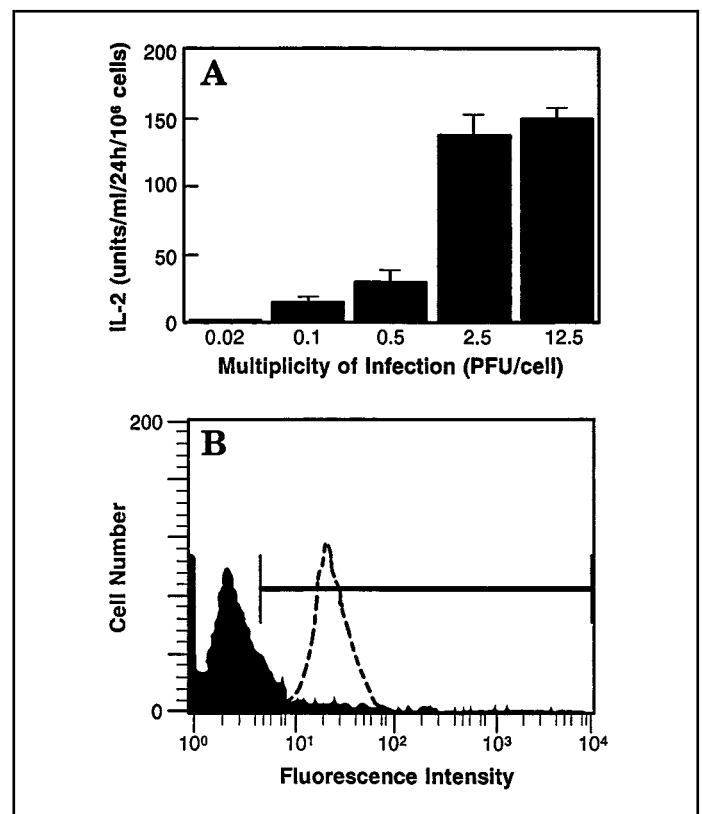 A
IL-2 (units/ml/24h/10⁶ cells)
200
150
100
50
0
0.02 0.1 0.5 2.5 12.5
Multiplicity of Infection (PFU/cell)
B
Cell Number
200
0
10⁰ 10¹ 10² 10³ 10⁴
Fluorescence Intensity